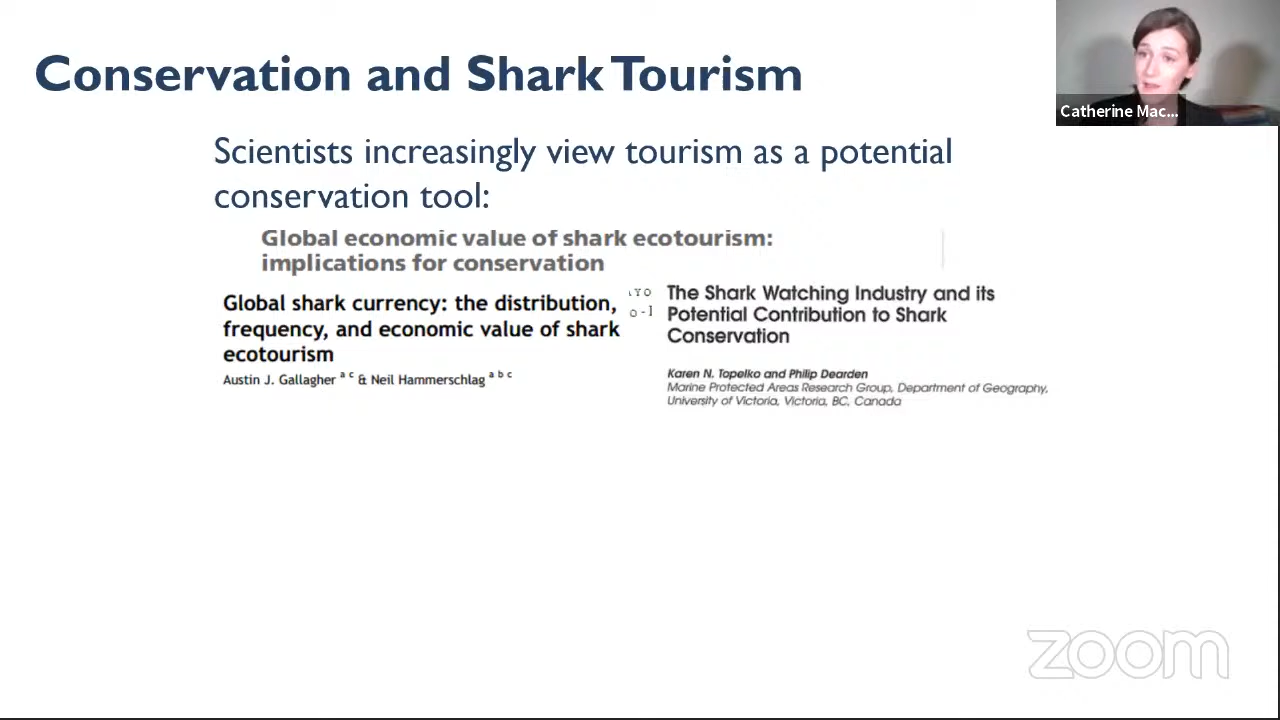 Conservation and Shark Tourism
Catherine Mac...
Scientists increasingly view tourism as a potential
conservation tool:
Global economic value of shark ecotourism:
implications for conservation
Global shark currency: the distribution,
frequency, and economic value of shark
ecotourism
Austin J. Gallagher a c & Neil Hammerschlag a b c
The Shark Watching Industry and its
Potential Contribution to Shark
Conservation
Karen N. Topelko and Philip Dearden
Marine Protected Areas Research Group, Department of Geography,
University of Victoria, Victoria, BC, Canada
zoom